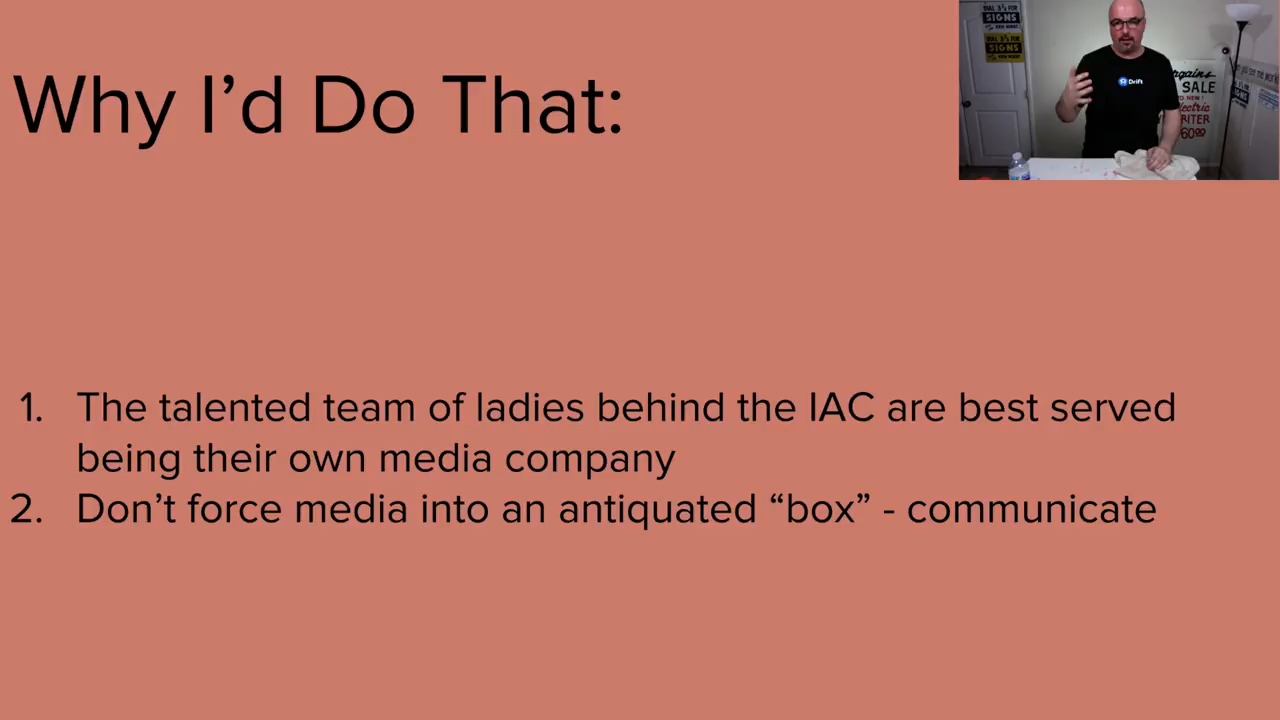 Why I’d Do That:
1. The talented team of ladies behind the IAC are best served
being their own media company
2. Don’t force media into an antiquated “box” - communicate
SIGNS
SIGNS
Drift
SALE